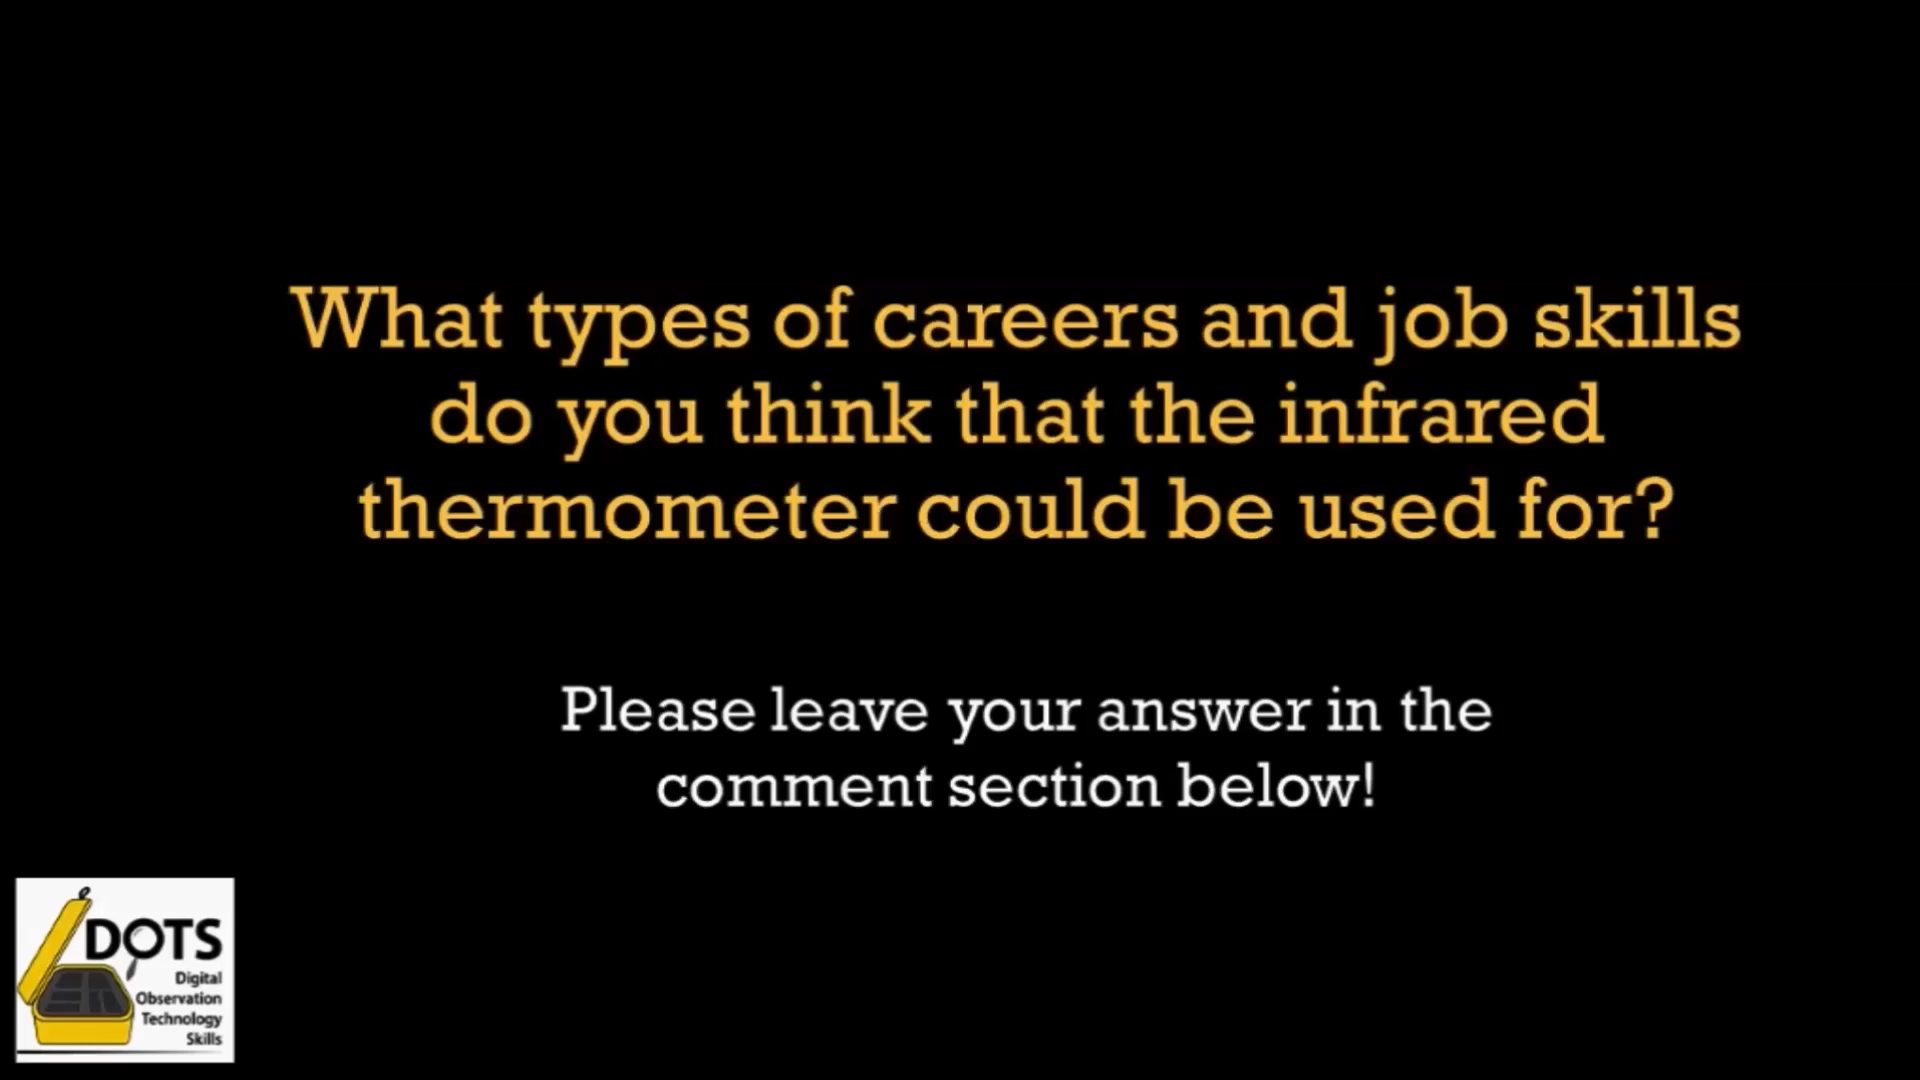 What types of careers and job skills
do you think that the infrared
thermometer could be used for?
Please leave your answer in the
comment section below!
DOTS
Digital
Observation
Technology
Skills